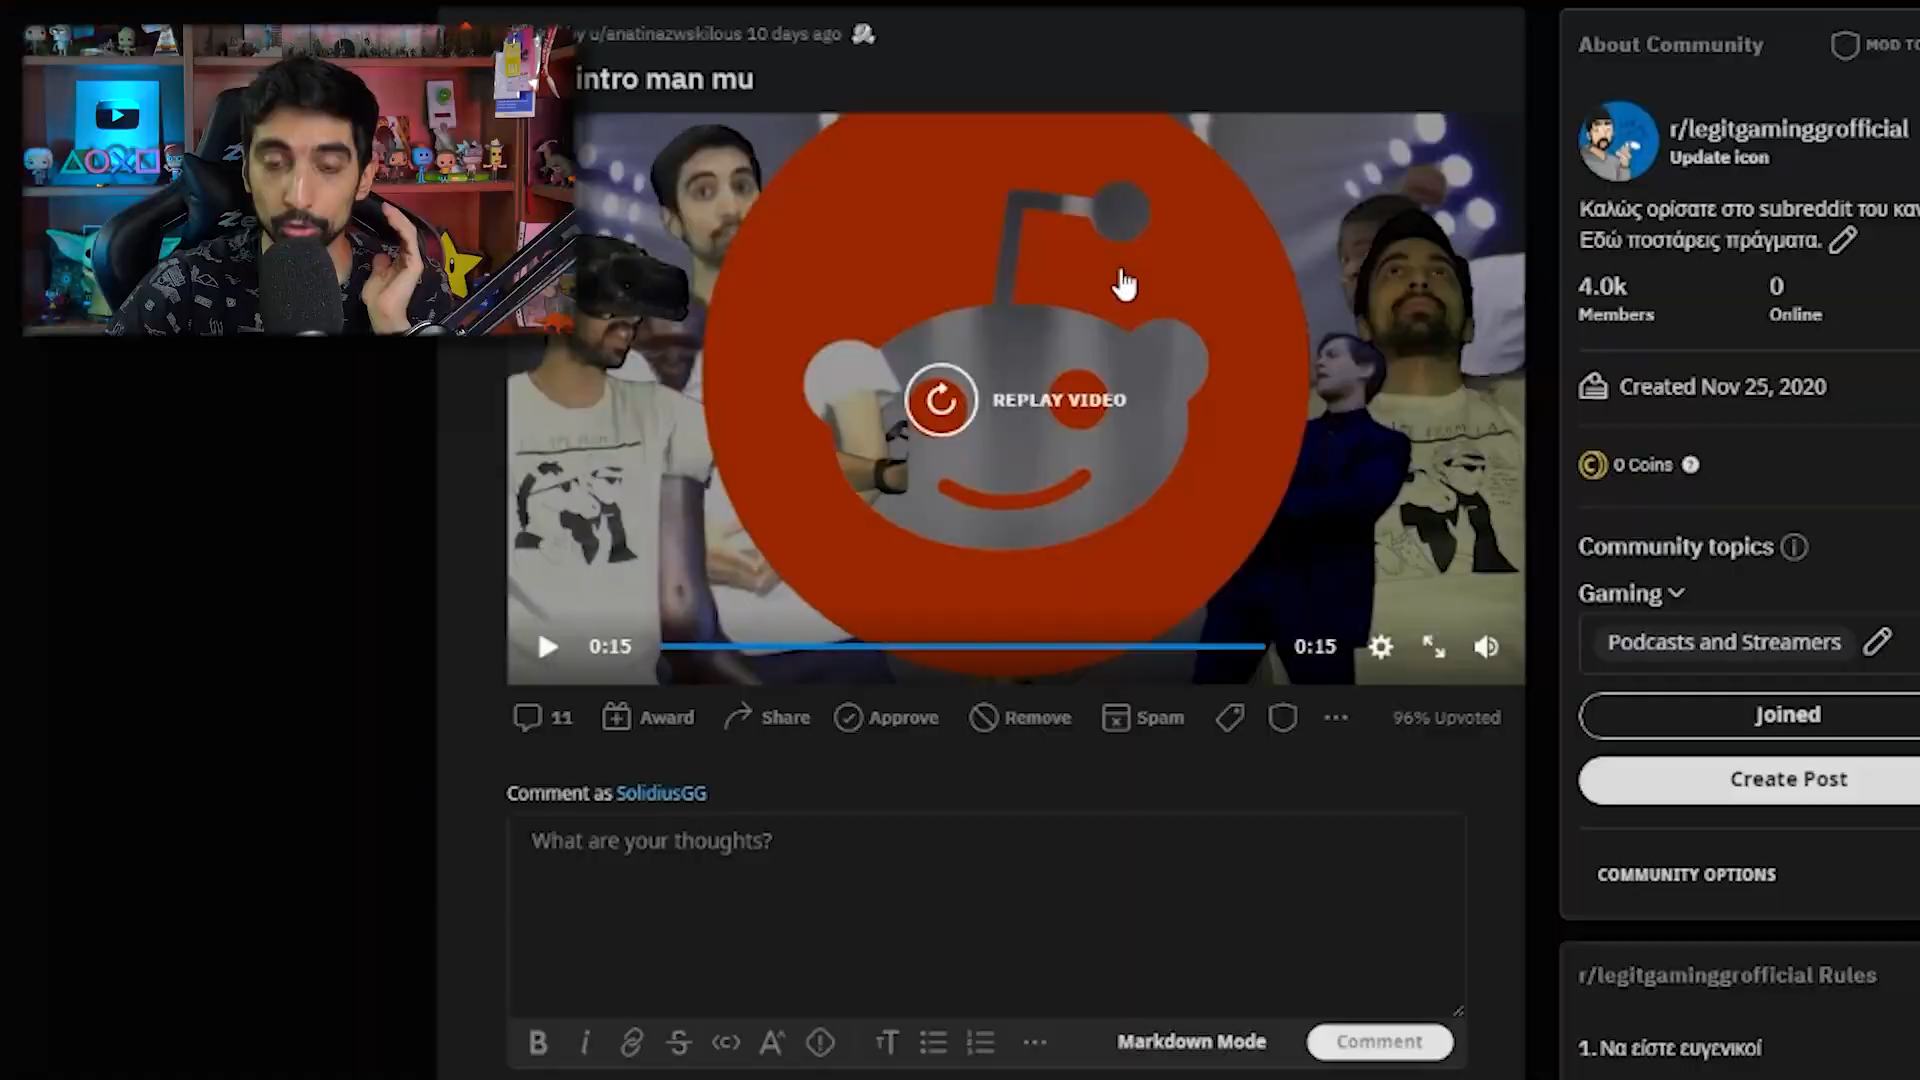 by u/anatinazwskilous 10 days ago
intro man mu
REPLAY VIDEO
0:15
0:15
11
Award
Share
Approve
Remove
Spam
96% Upvoted
Comment as SolidiusGG
What are your thoughts?
Markdown Mode
Comment
About Community
MOD
r/legitgaminggrofficial
Update icon
Καλώς ορίσατε στο subreddit του
Εδώ ποστάρεις πράγματα.
4.0k
0
Members
Online
Created Nov 25, 2020
0 Coins
Community topics
Gaming
Podcasts and Streamers
Joined
Create Post
COMMUNITY OPTIONS
r/legitgaminggrofficial Rules
1. Να είστε ευγενικοί